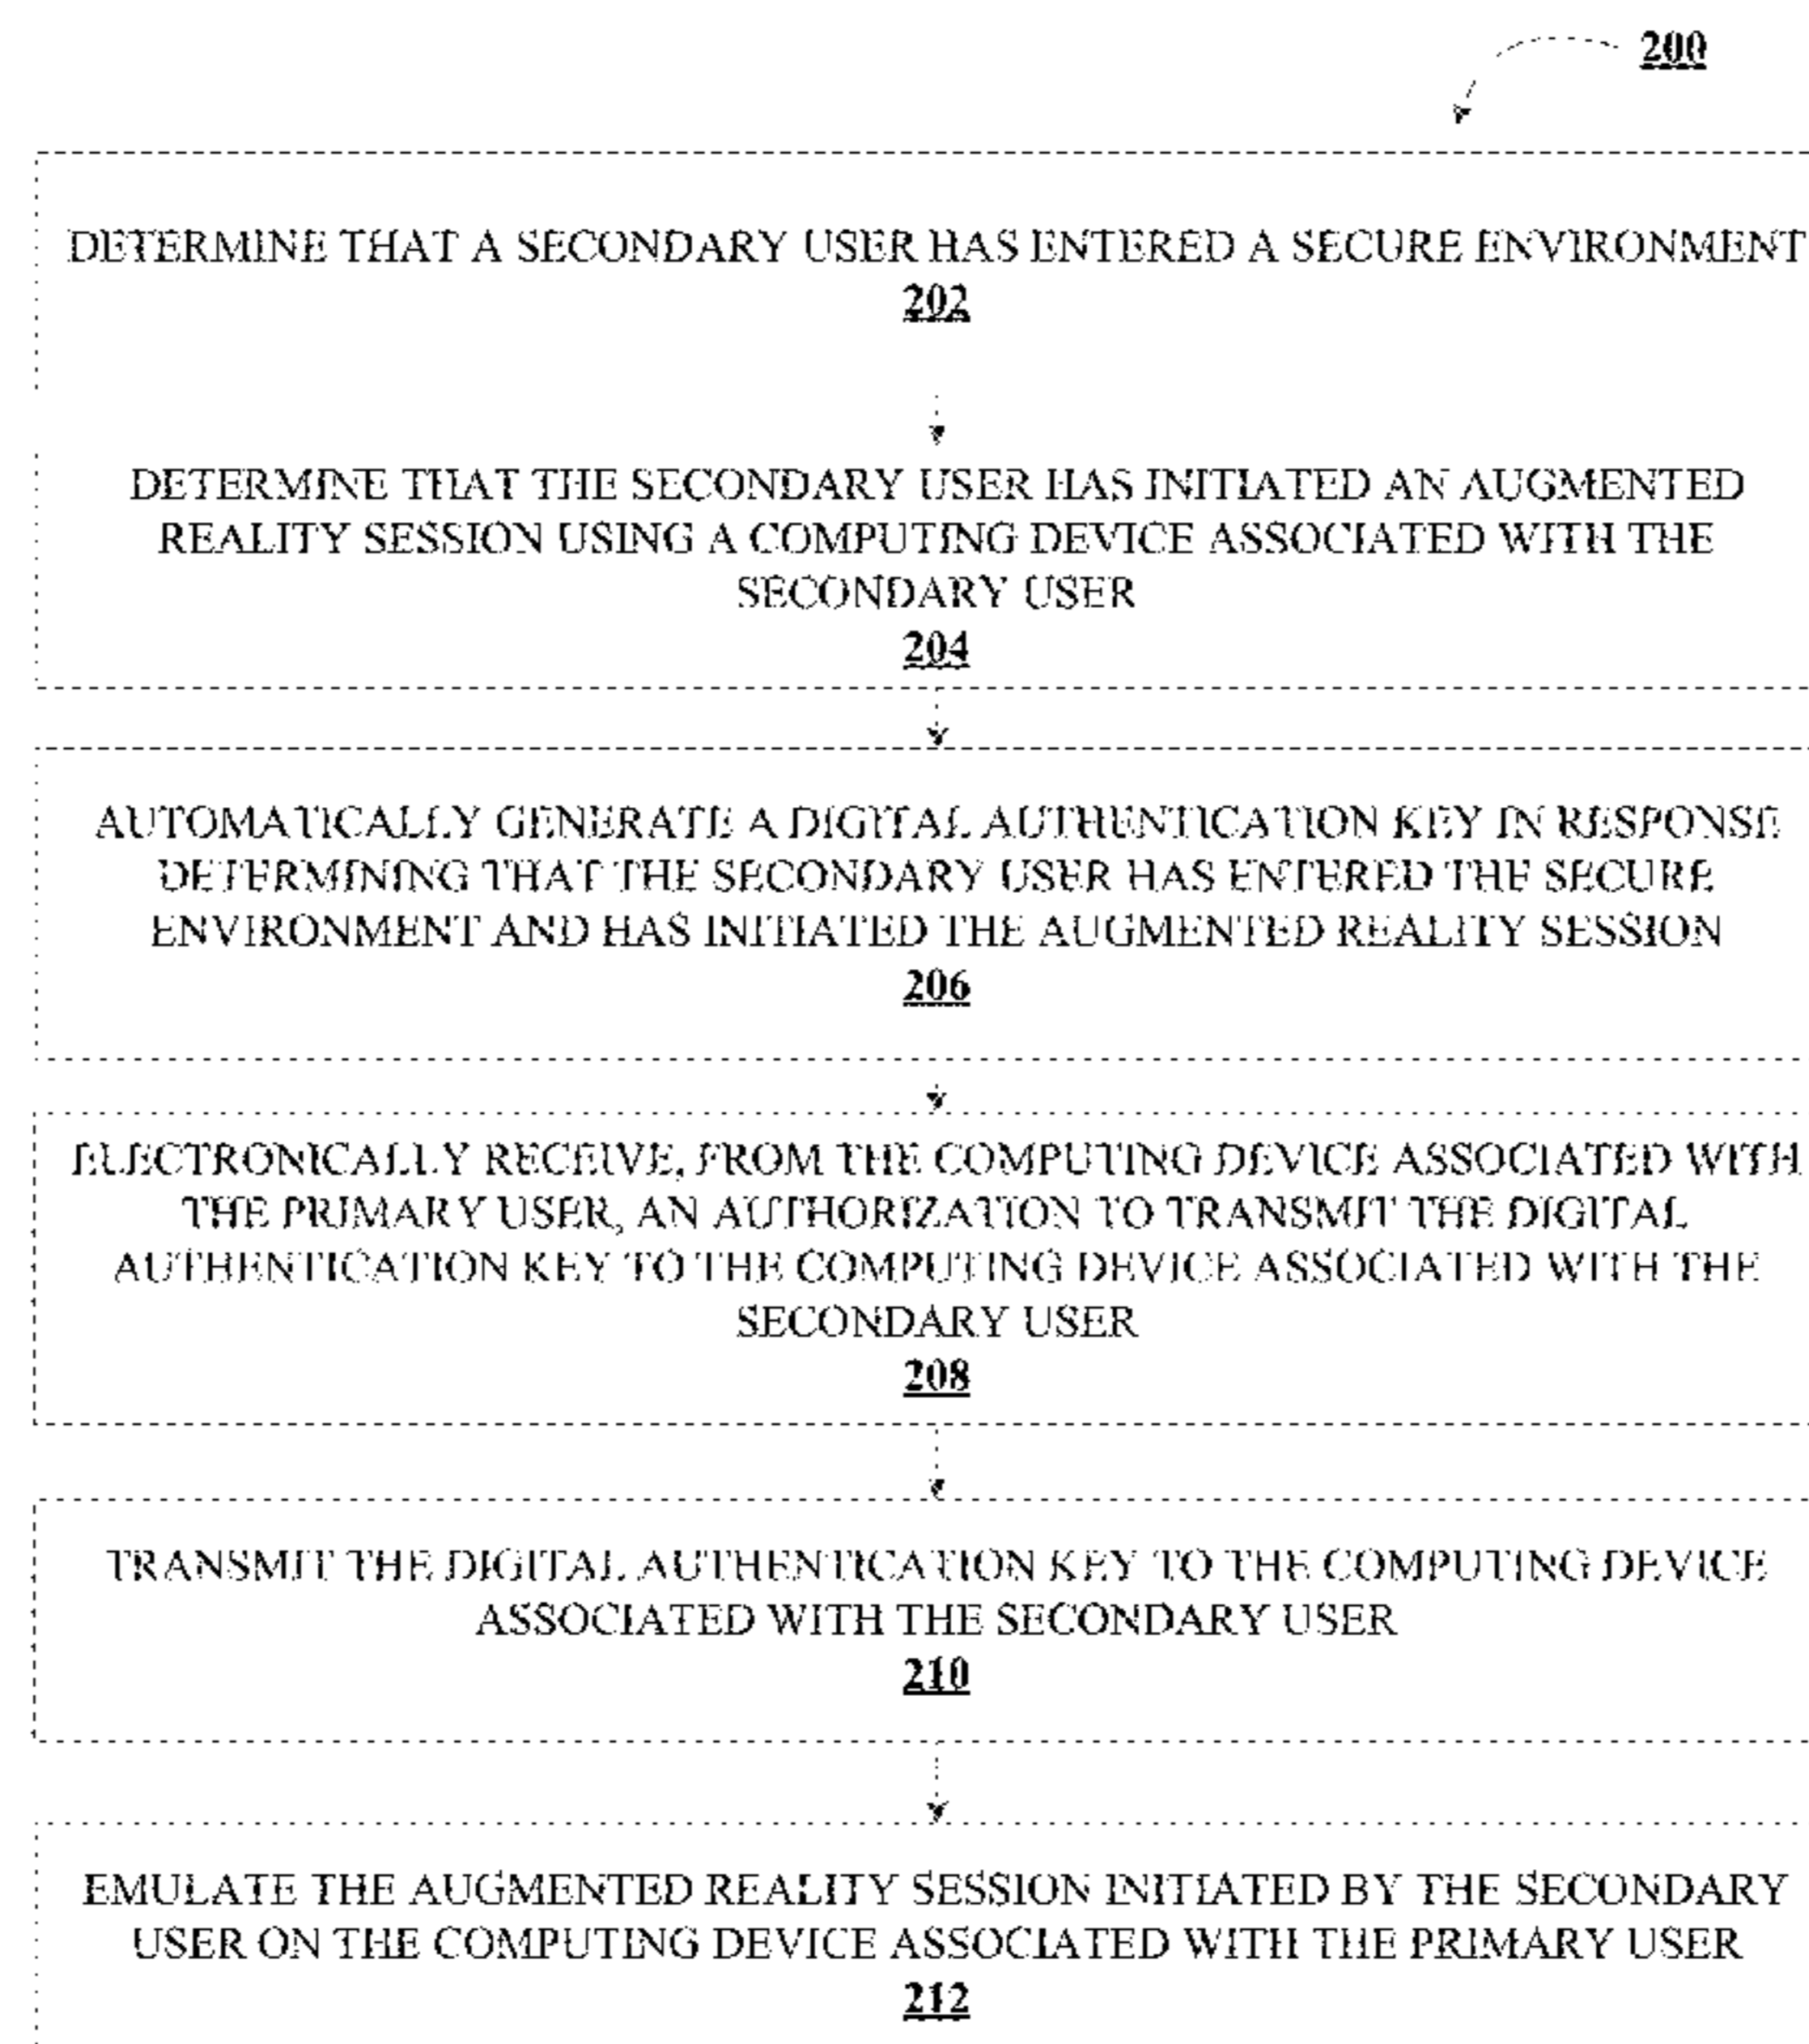 200
DETERMINE THAT A SECONDARY USER HAS ENTERED A SECURE ENVIRONMENT
202
DETERMINE THAT THE SECONDARY USER HAS INITIATED AN AUGMENTED
REALITY SESSION USING A COMPUTING DEVICE ASSOCIATED WITH THE
SECONDARY USER
204
AUTOMATICALLY GENERATE A DIGITAL AUTHENTICATION KEY IN RESPONSE
DETERMINING THAT THE SECONDARY USER HAS ENTERED THE SECURE
ENVIRONMENT AND HAS INITIATED THE AUGMENTED REALITY SESSION
206
ELECTRONICALLY RECEIVE, FROM THE COMPUTING DEVICE ASSOCIATED WITH
THE PRIMARY USER, AN AUTHORIZATION TO TRANSMIT THE DIGITAL
AUTHENTICATION KEY TO THE COMPUTING DEVICE ASSOCIATED WITH THE
SECONDARY USER
208
TRANSMIT THE DIGITAL AUTHENTICATION KEY TO THE COMPUTING DEVICE
ASSOCIATED WITH THE SECONDARY USER
210
EMULATE THE AUGMENTED REALITY SESSION INITIATED BY THE SECONDARY
USER ON THE COMPUTING DEVICE ASSOCIATED WITH THE PRIMARY USER
212